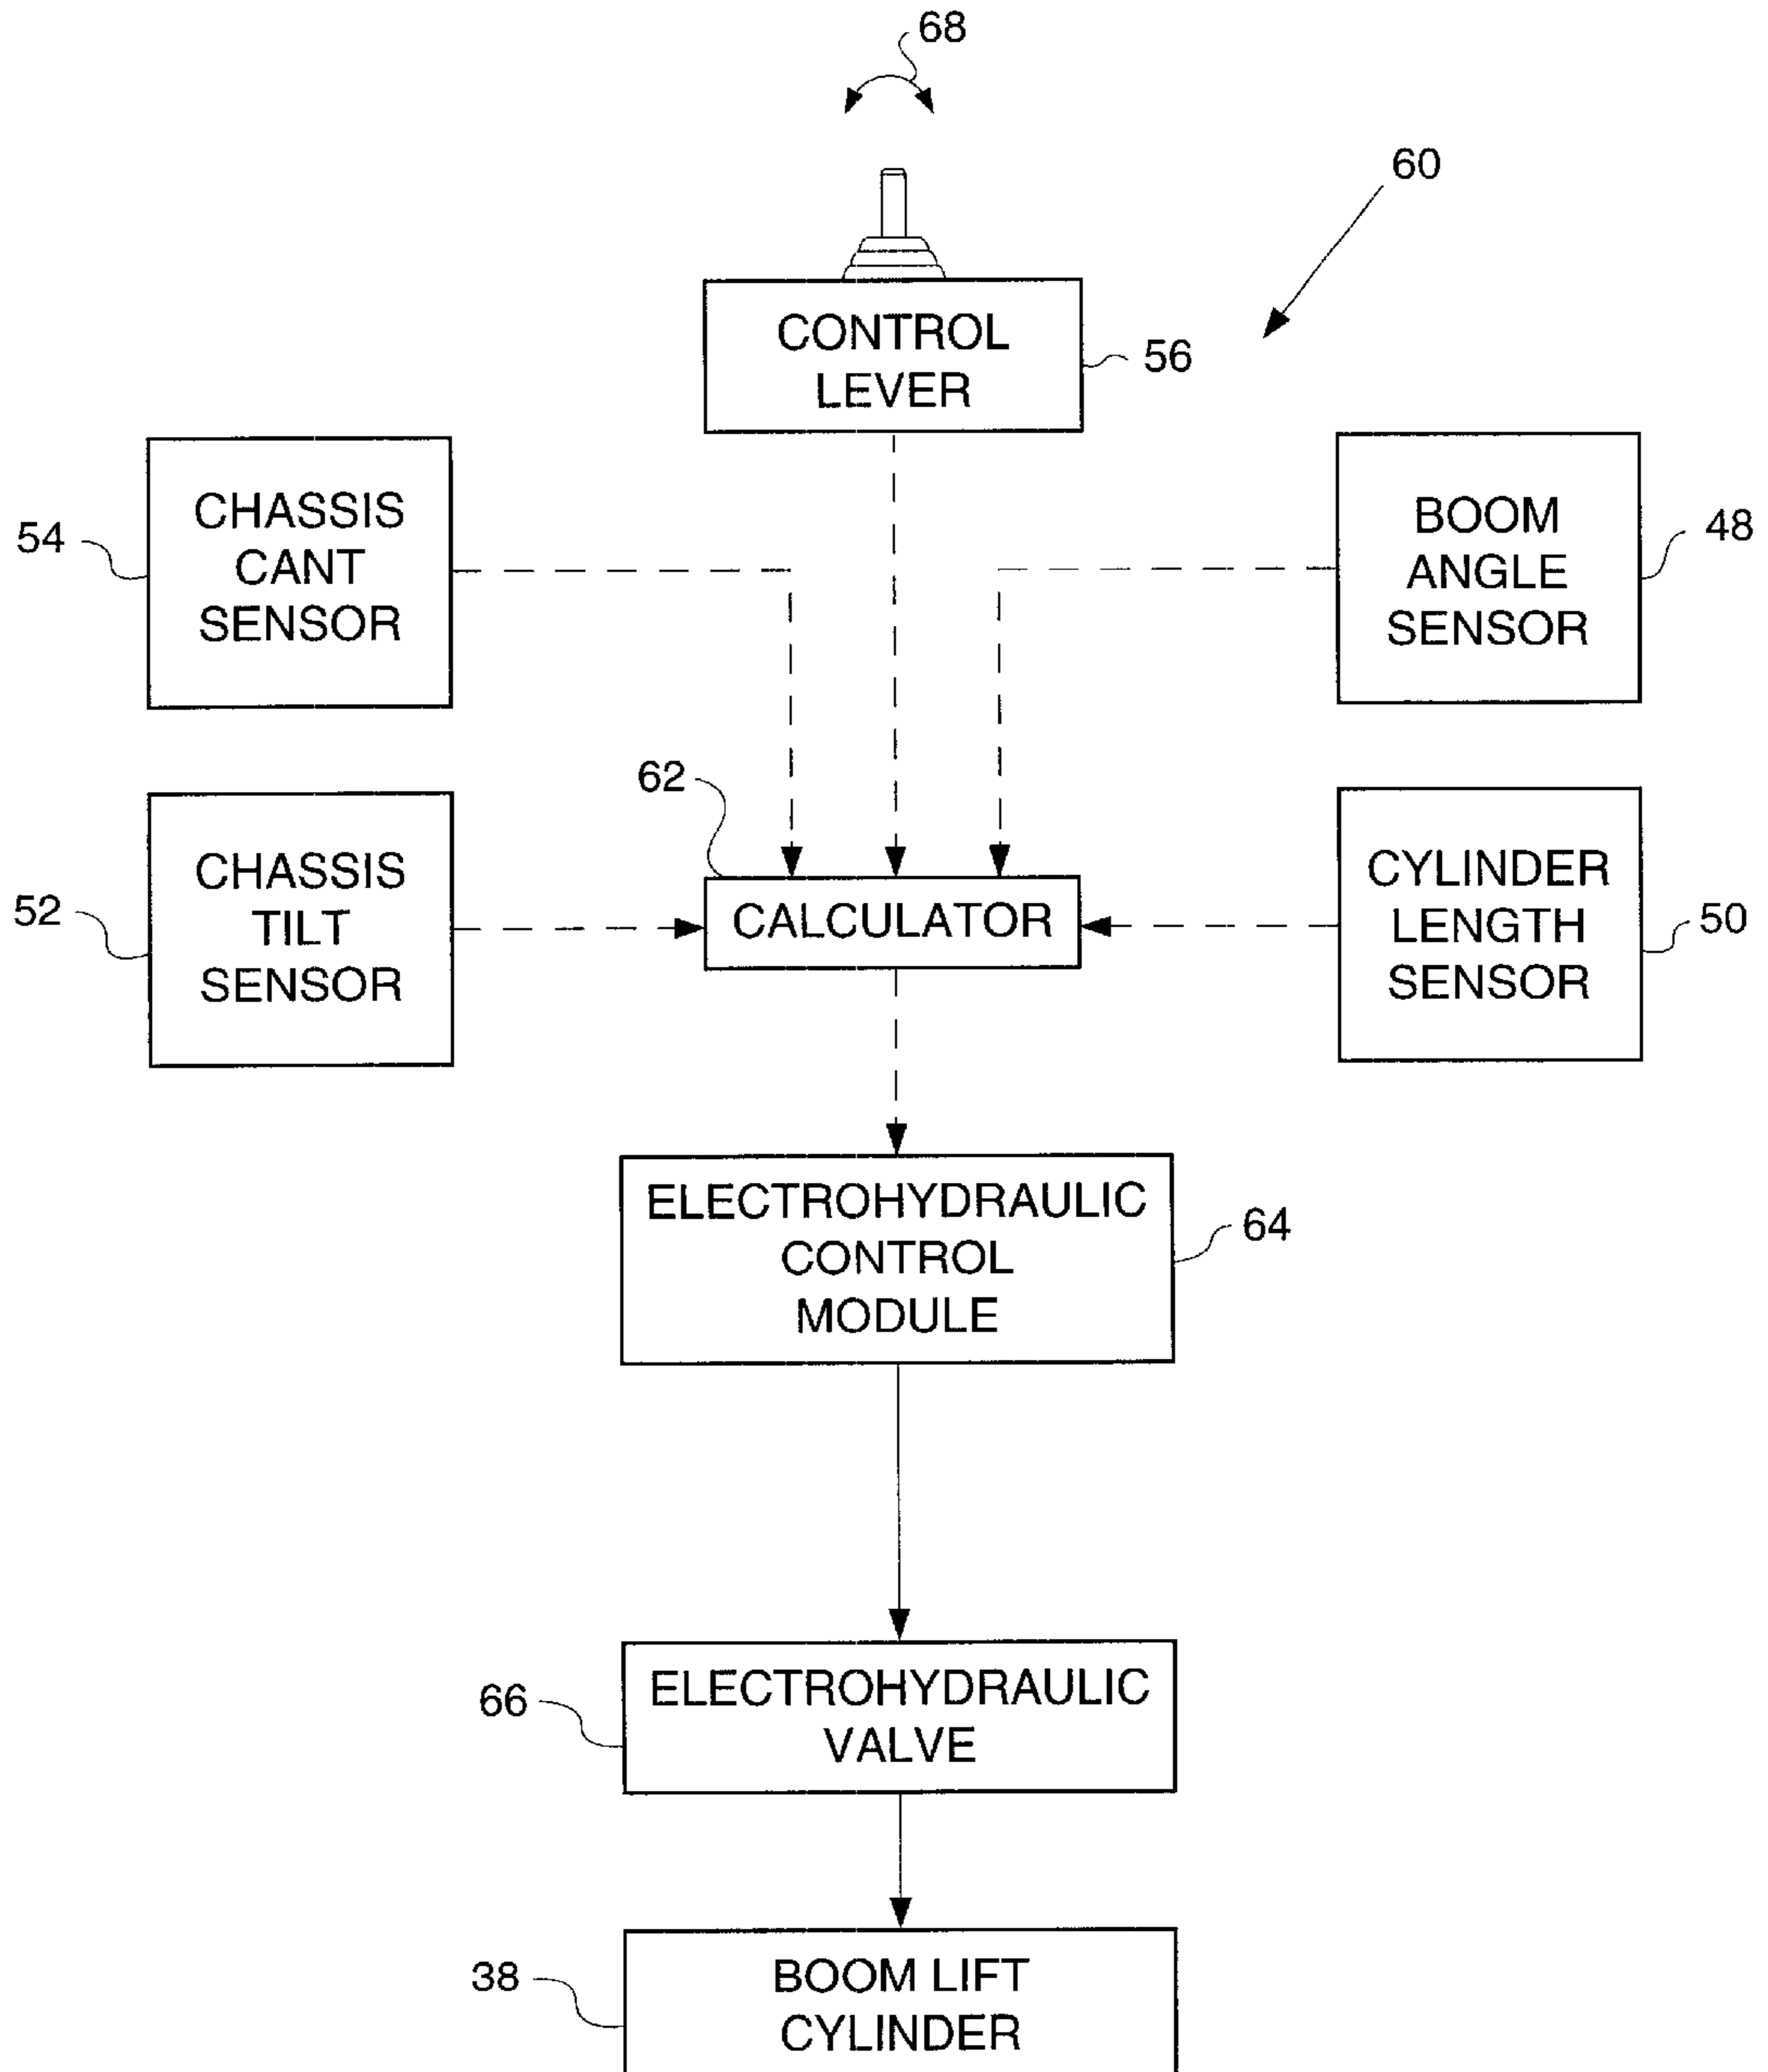 68
60
CONTROL
LEVER
56
54
CHASSIS
CANT
SENSOR
BOOM
ANGLE
SENSOR
48
62
52
CHASSIS
TILT
SENSOR
CALCULATOR
CYLINDER
LENGTH
SENSOR
50
ELECTROHYDRAULIC
CONTROL
MODULE
64
66
ELECTROHYDRAULIC
VALVE
38
BOOM LIFT
CYLINDER